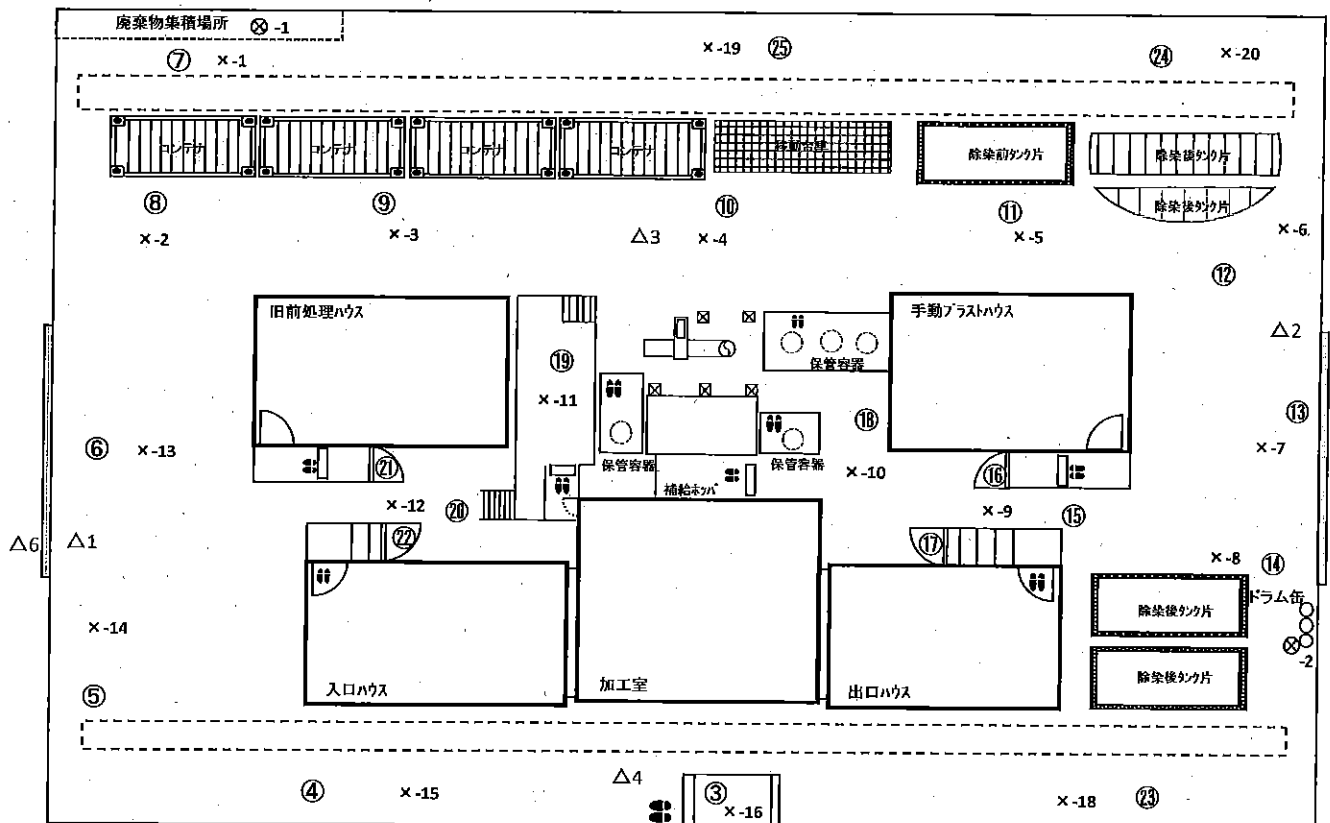 廃棄物集積場所 ⊗ -1
⑦ ×-1
×-19 ㉕
㉔ ×-20
コンテナ コンテナ コンテナ コンテナ 移動台車 除染前タンク片 除染後タンク片
除染後タンク片
⑧ ⑨ ⑩ ⑪
×-2 ×-3 △3 ×-4 ×-5 ×-6
⑫
旧前処理ハウス
手動ブラストハウス
△2
保管容器
⑲
×-11
⑱
⑬
⑥ ×-13
×-7
㉑
保管容器 保管容器
×-10
⑯
補給ホッパ
×-12 ⑳
×-9 ⑮
△6 △1
㉒
⑰
×-8 ⑭
ドラム缶
除染後タンク片
×-14
⊗
-2
除染後タンク片
⑤
入口ハウス 加工室 出口ハウス
④ ×-15
△4
③ ×-16
×-18 ㉓